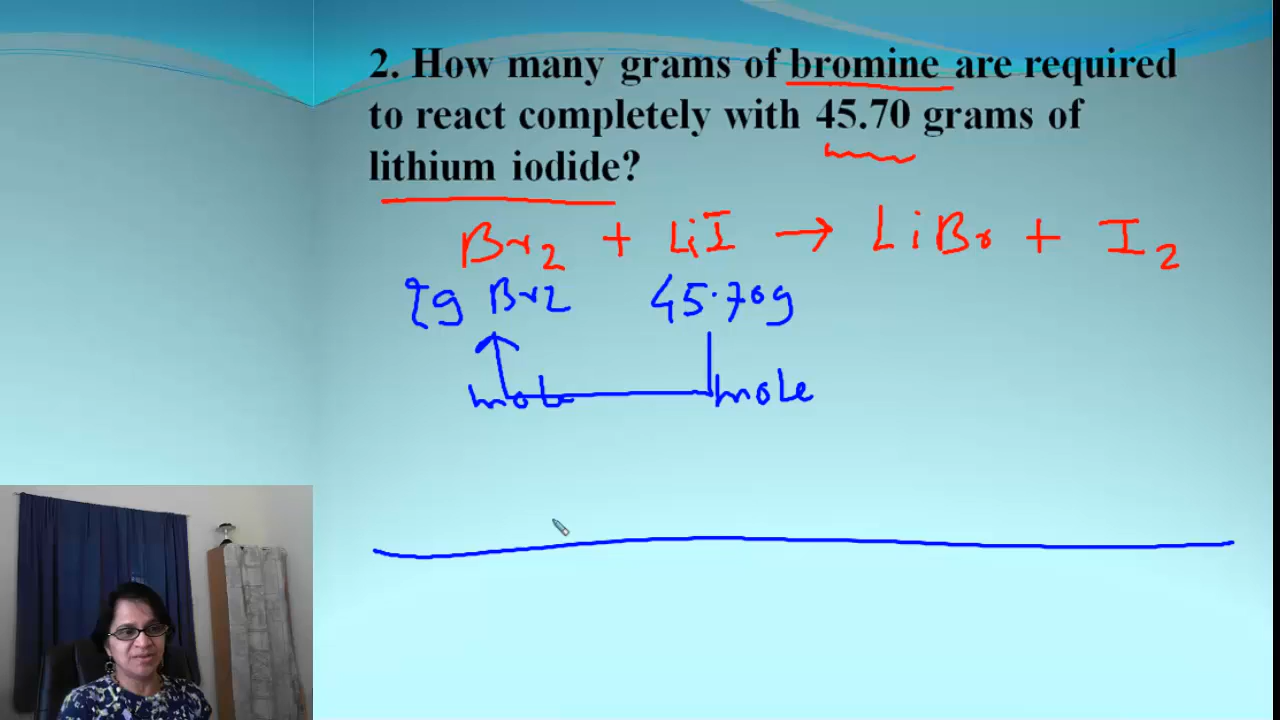 2. How many grams of bromine are required
to react completely with 45.70 grams of
lithium iodide?
Br2 + LiI → LiBr + I2
?g Br2 45.70g
mole mole